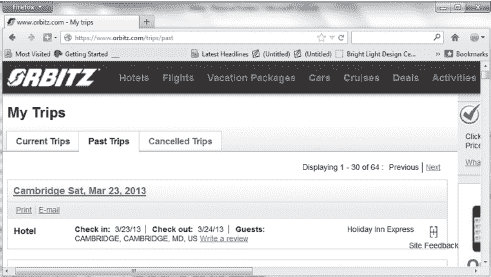 Firefox
www.orbitz.com - My trips
https://www.orbitz.com/trips/past
Most Visited Getting Started Latest Headlines (Untitled) (Untitled) Bright Light Design Ce... » Bookmarks
ORBITZ Hotels Flights Vacation Packages Cars Cruises Deals Activities
My Trips
Current Trips Past Trips Cancelled Trips
Clic
Price
Wha
Displaying 1 - 30 of 64 : Previous | Next
Cambridge Sat, Mar 23, 2013
Print | E-mail
Hotel Check in: 3/23/13 | Check out: 3/24/13 | Guests: Holiday Inn Express [+]
CAMBRIDGE, CAMBRIDGE, MD, US Write a review
Site Feedback